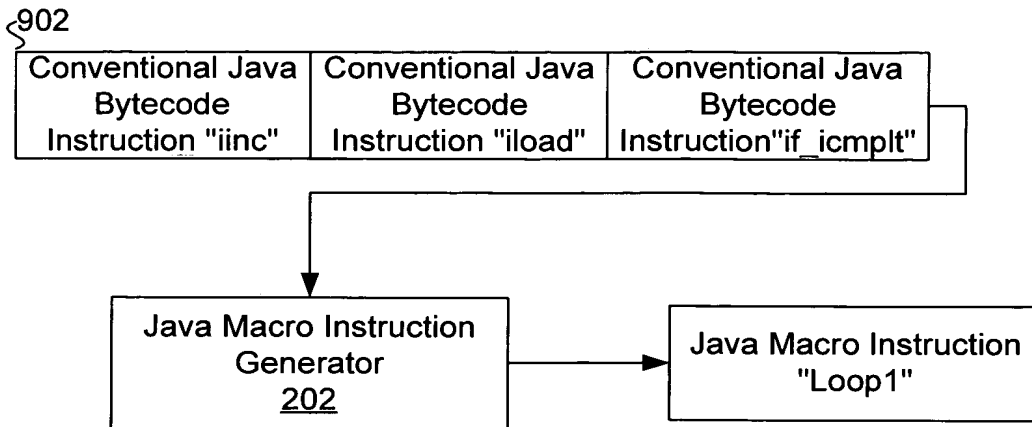 902
Conventional Java
Bytecode
Instruction "iinc"
Conventional Java
Bytecode
Instruction "iload"
Conventional Java
Bytecode
Instruction"if_icmplt"
Java Macro Instruction
Generator
202
Java Macro Instruction
"Loop1"